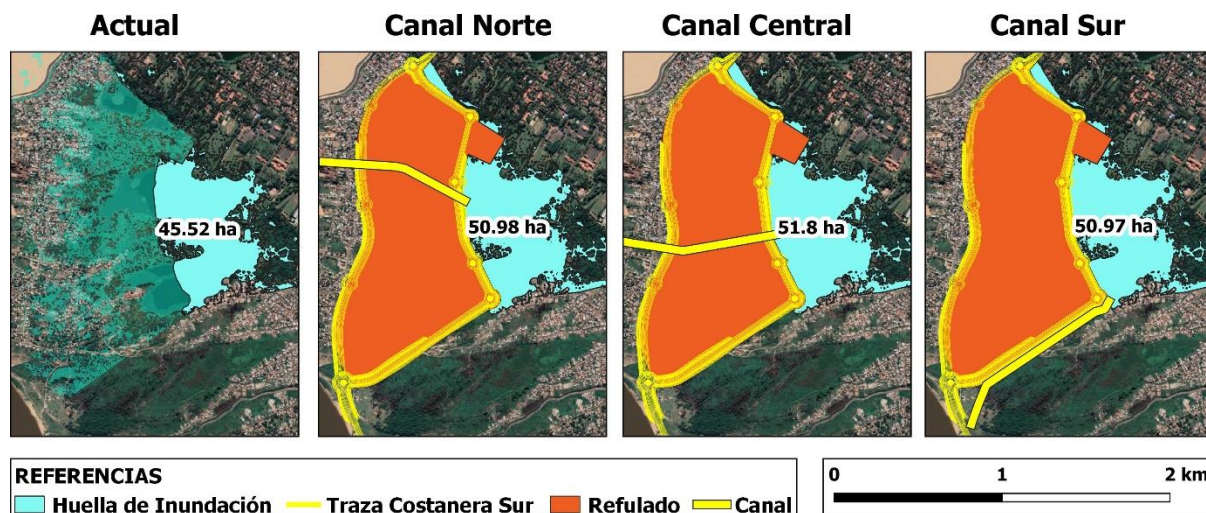 Actual
Canal Norte
Canal Central
Canal Sur
45.52 ha
50.98 ha
51.8 ha
50.97 ha
REFERENCIAS
Huella de Inundación
Traza Costanera Sur
Refulado
Canal
0 1 2 km